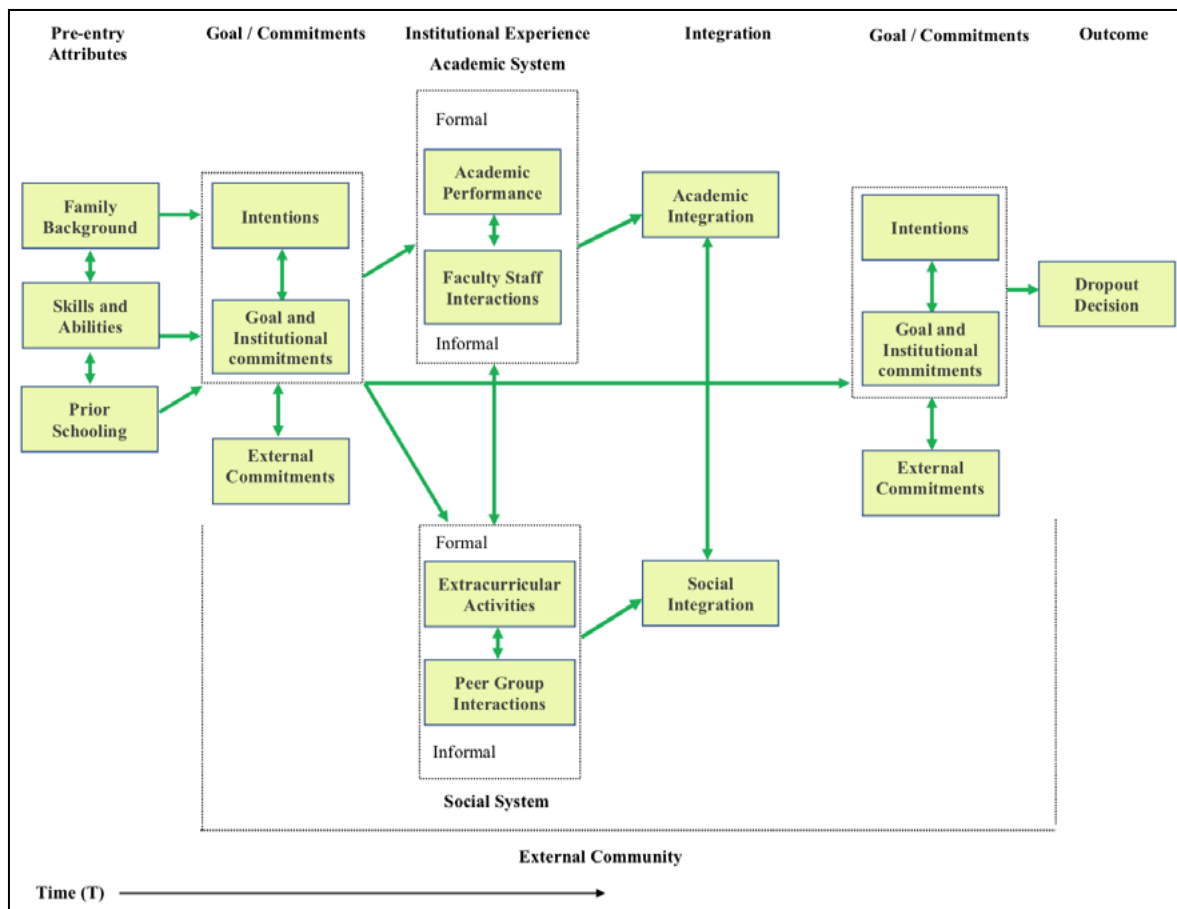 Pre-entry
Attributes
Goal / Commitments
Institutional Experience
Integration
Goal / Commitments
Outcome
Academic System
Formal
Academic
Performance
Faculty Staff
Interactions
Informal
Family
Background
Skills and
Abilities
Prior
Schooling
Intentions
Goal and
Institutional
commitments
External
Commitments
Academic
Integration
Intentions
Goal and
Institutional
commitments
External
Commitments
Dropout
Decision
Formal
Extracurricular
Activities
Peer Group
Interactions
Informal
Social
Integration
Social System
External Community
Time (T)